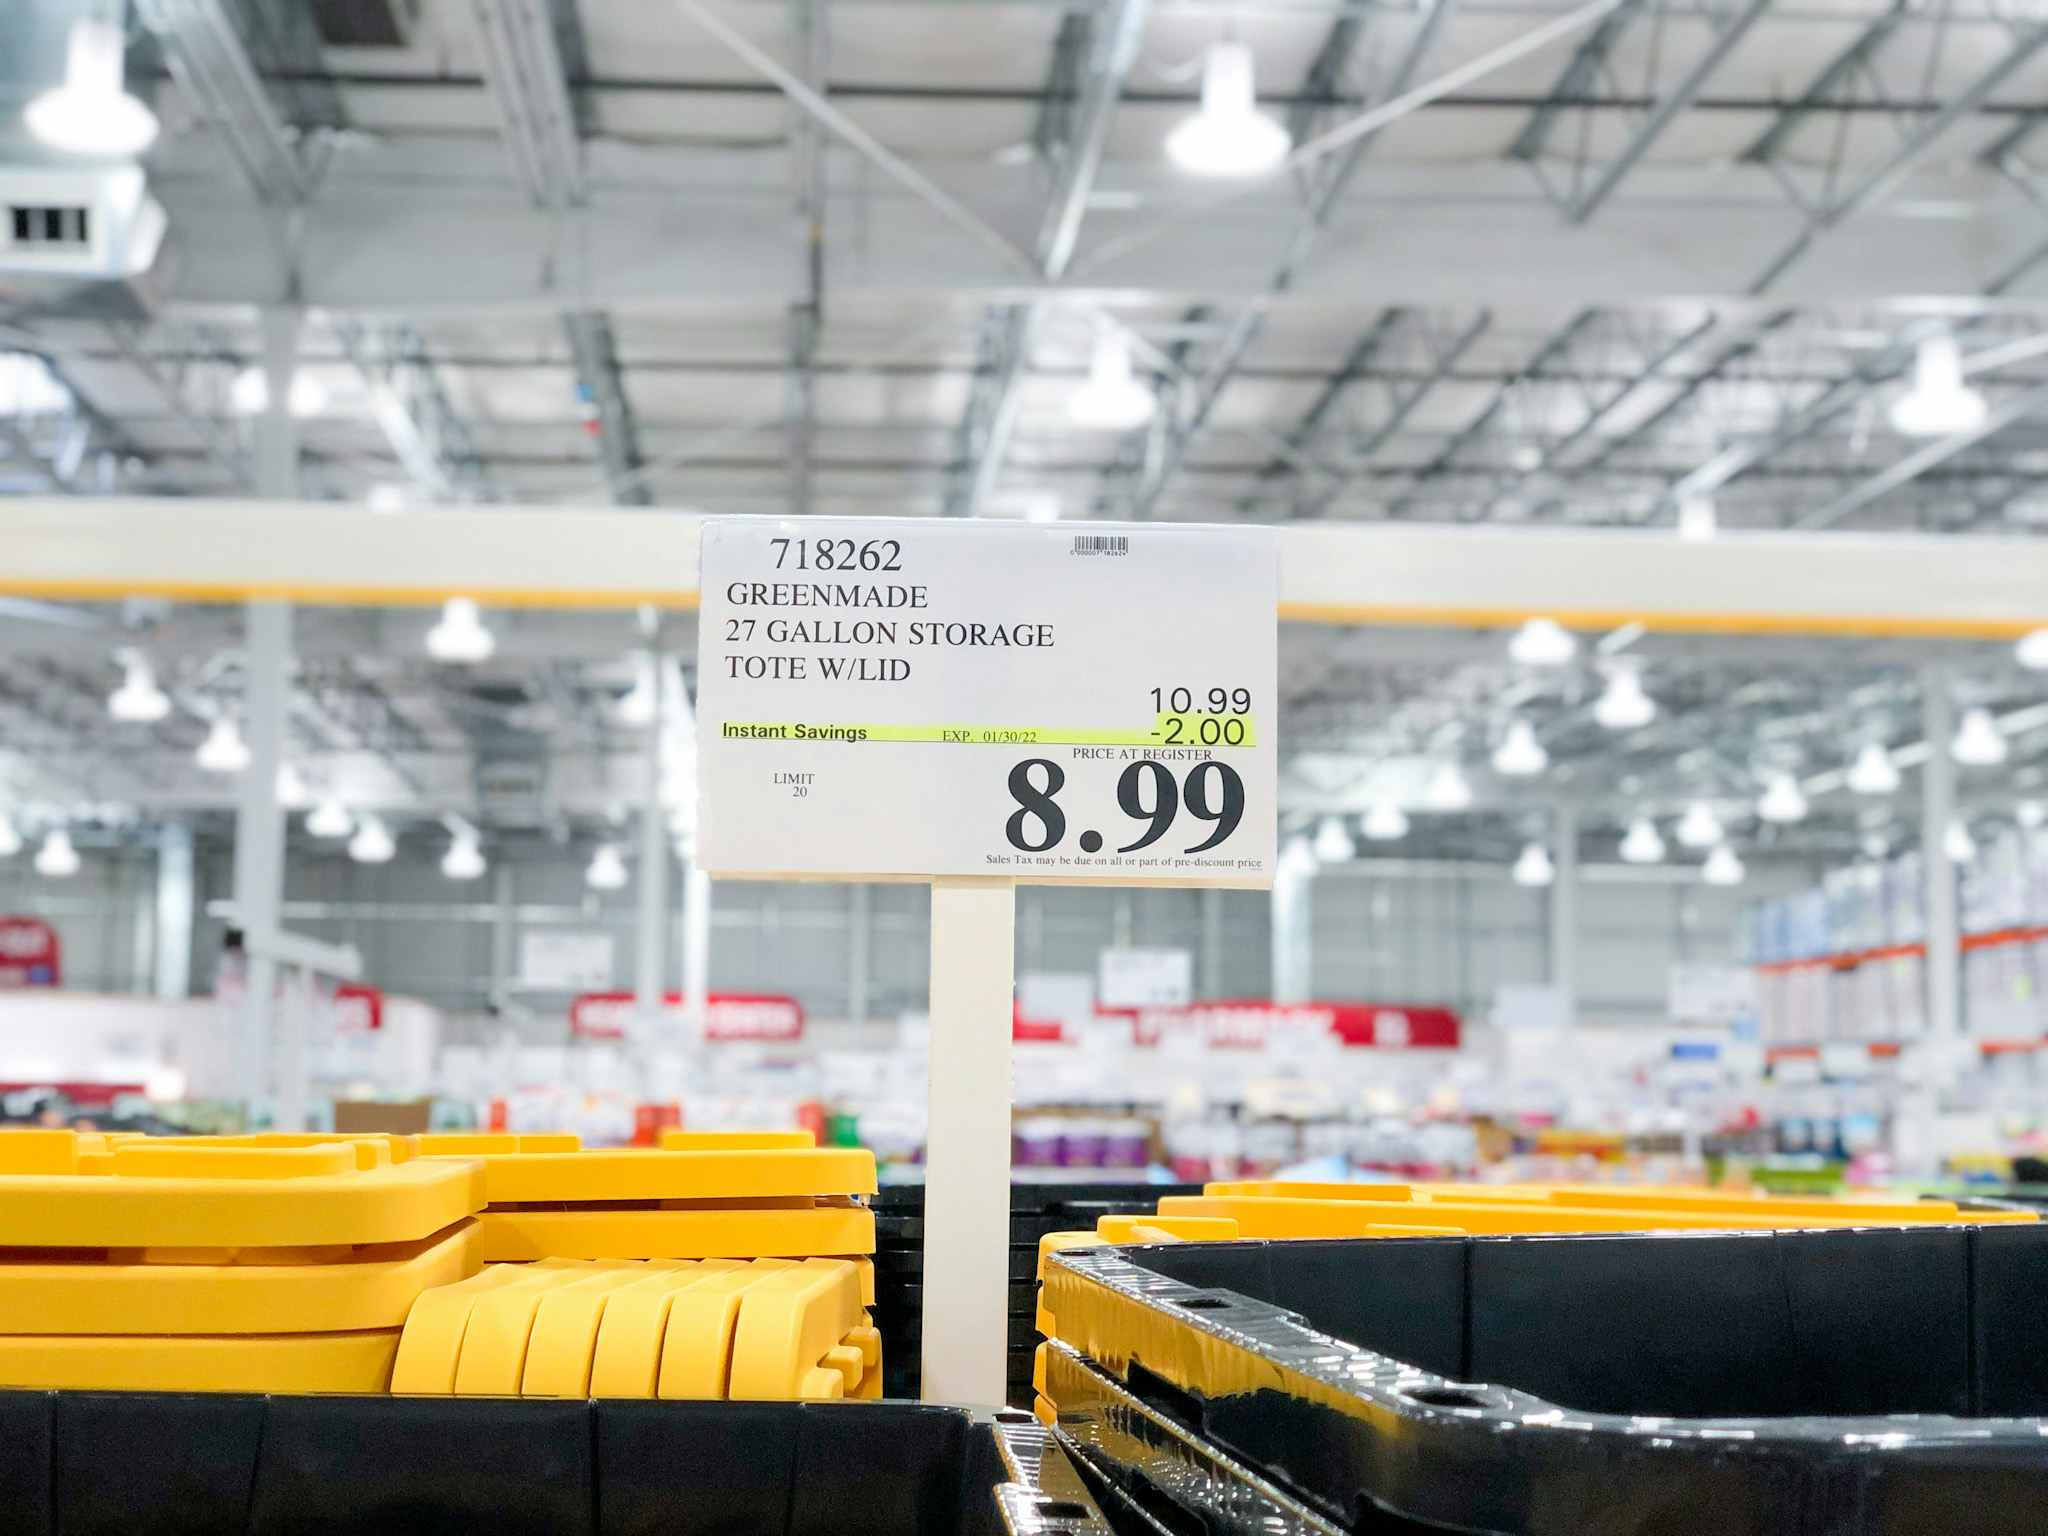 718262
GREENMADE
27 GALLON STORAGE
TOTE W/LID
10.99
Instant Savings EXP. 01/30/22 -2.00
PRICE AT REGISTER
LIMIT
20
8.99
Sales Tax may be due on all or part of pre-discount price